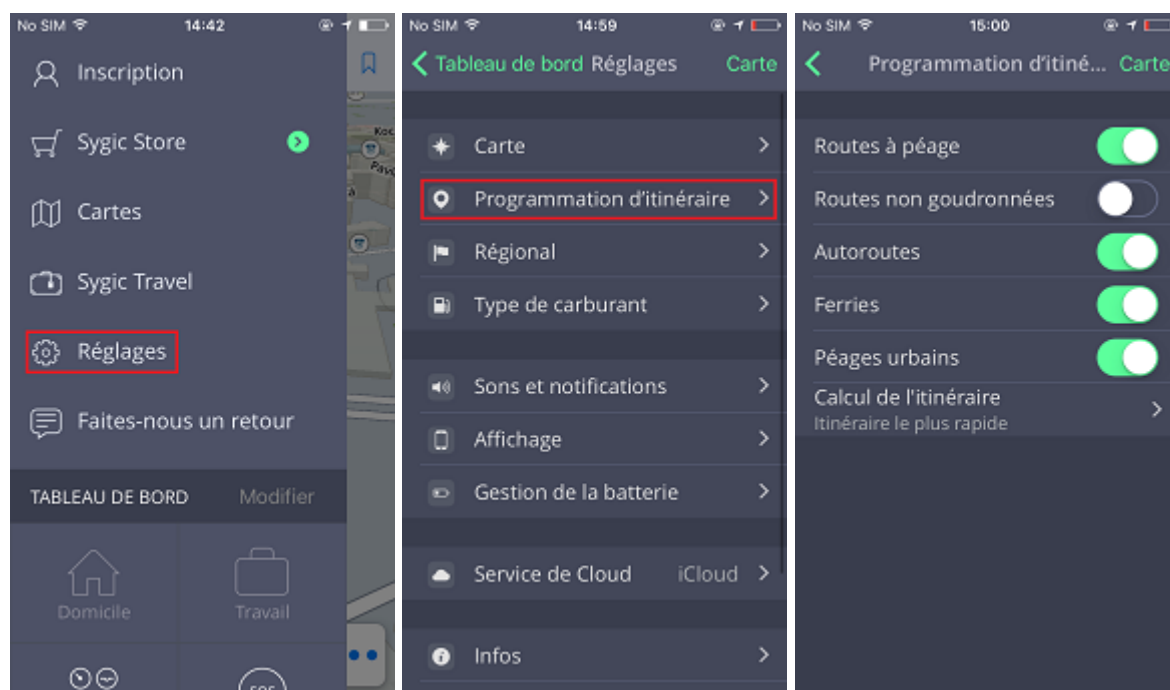 No SIM 14:42
Inscription
Sygic Store
Cartes
Sygic Travel
Réglages
Faites-nous un retour
TABLEAU DE BORD Modifier
Domicile Travail
SOS
Koc
Pavi
No SIM 14:59
Tableau de bord Réglages Carte
Carte
Programmation d'itinéraire
Régional
Type de carburant
Sons et notifications
Affichage
Gestion de la batterie
Service de Cloud iCloud
Infos
No SIM 15:00
Programmation d'itiné... Carte
Routes à péage
Routes non goudronnées
Autoroutes
Ferries
Péages urbains
Calcul de l'itinéraire
Itinéraire le plus rapide